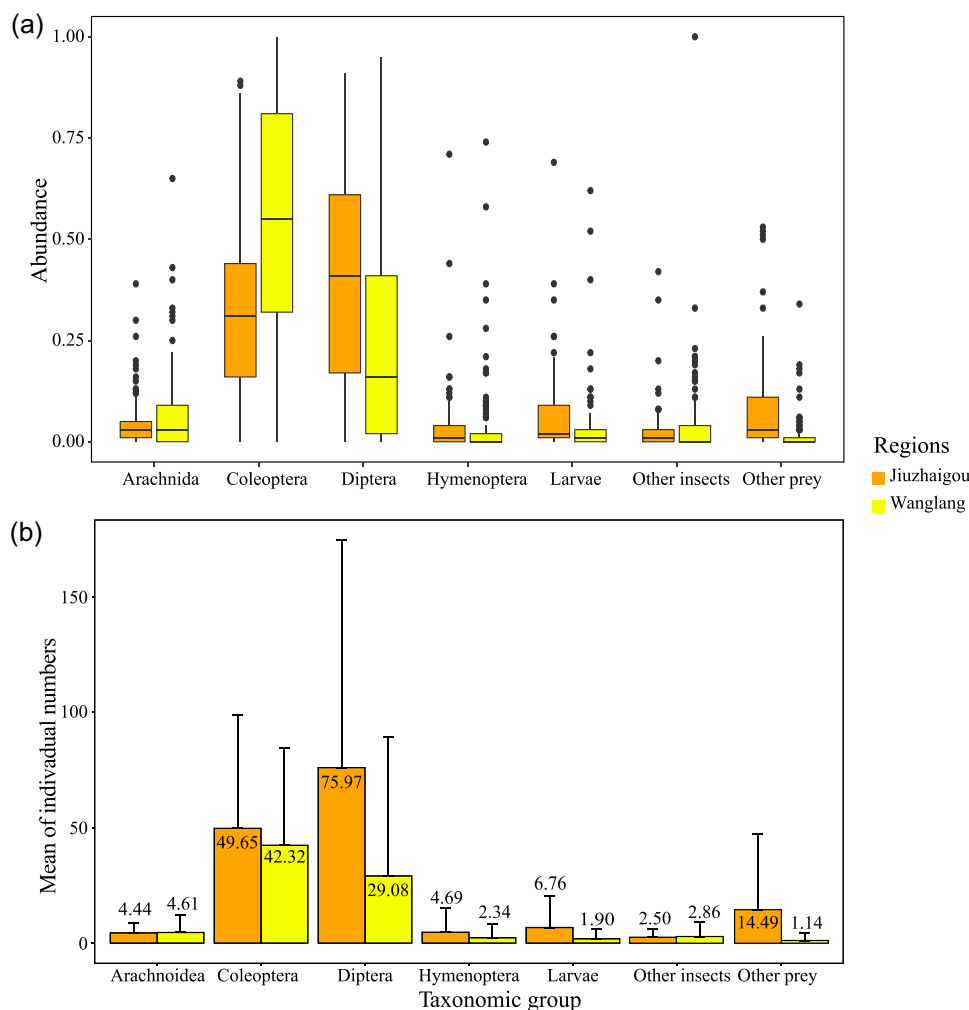 (a)
1.00
0.75
0.50
0.25
0.00
Abundance
Arachnida Coleoptera Diptera Hymenoptera Larvae Other insects Other prey
Regions
Jiuzhaigou
Wanglang
(b)
150
100
50
0
Mean of indivadual numbers
4.44 4.61 49.65 42.32 75.97 29.08 4.69 2.34 6.76 1.90 2.50 2.86 14.49 1.14
Arachnoidea Coleoptera Diptera Hymenoptera Larvae Other insects Other prey
Taxonomic group